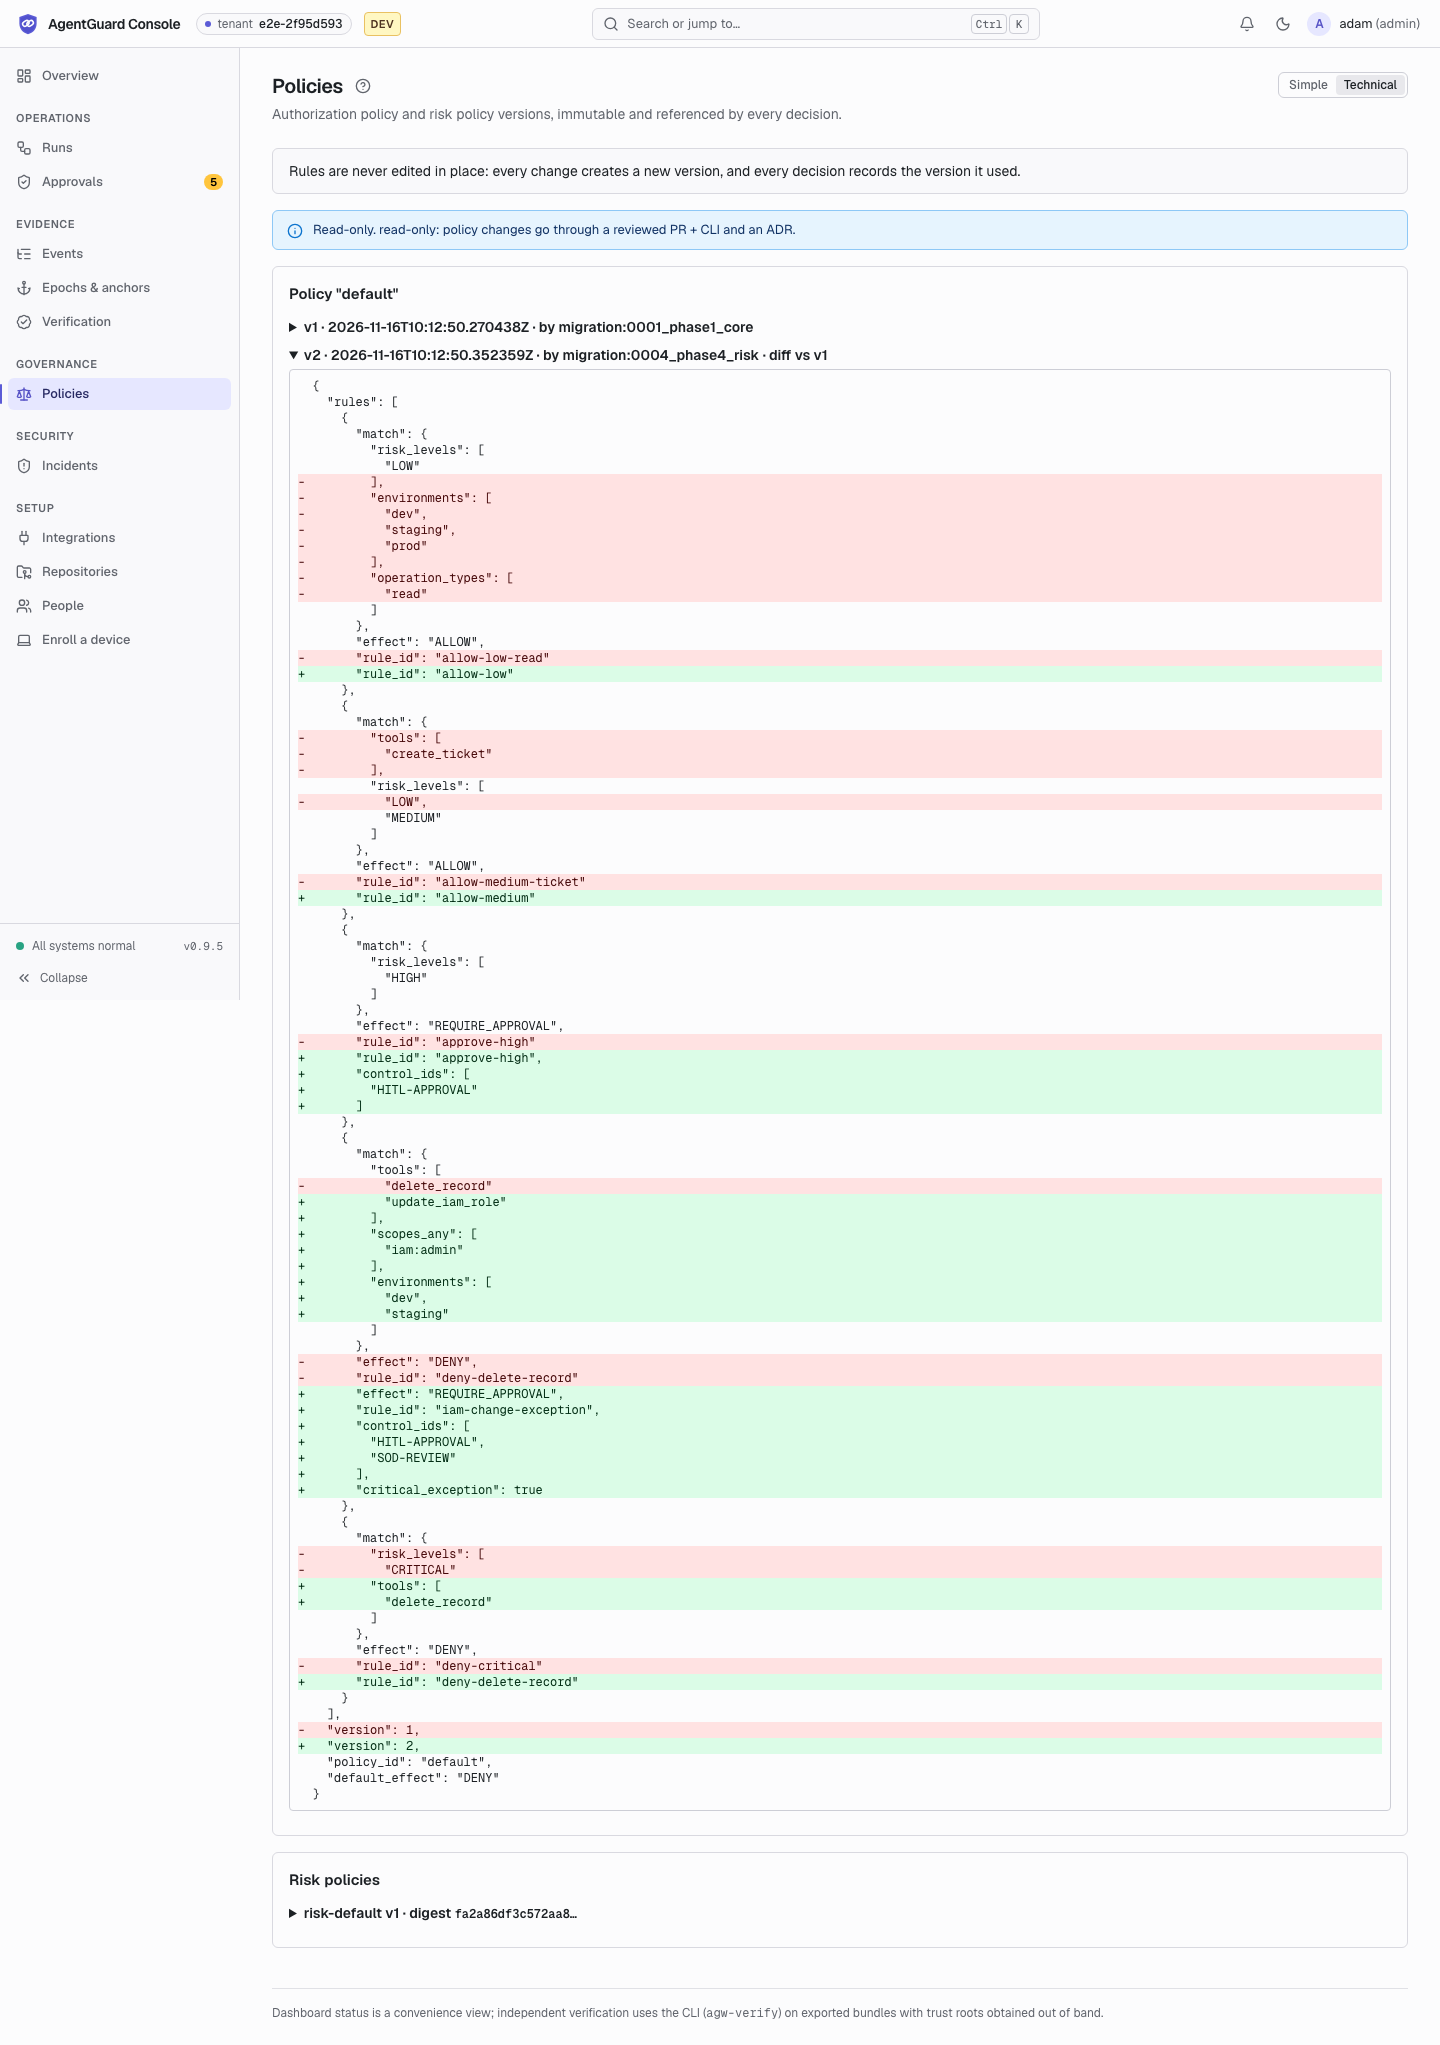 AgentGuard Console
tenant e2e-2f95d593
DEV
Search or jump to…
Ctrl K
A
adam (admin)
Overview
OPERATIONS
Runs
Approvals
5
EVIDENCE
Events
Epochs & anchors
Verification
GOVERNANCE
Policies
SECURITY
Incidents
SETUP
Integrations
Repositories
People
Enroll a device
All systems normal
v0.9.5
Collapse
Policies
Simple
Technical
Authorization policy and risk policy versions, immutable and referenced by every decision.
Rules are never edited in place: every change creates a new version, and every decision records the version it used.
Read-only. read-only: policy changes go through a reviewed PR + CLI and an ADR.
Policy "default"
v1 · 2026-11-16T10:12:50.270438Z · by migration:0001_phase1_core
v2 · 2026-11-16T10:12:50.352359Z · by migration:0004_phase4_risk · diff vs v1
  {
    "rules": [
      {
        "match": {
          "risk_levels": [
            "LOW"
-         ],
-         "environments": [
-           "dev",
-           "staging",
-           "prod"
-         ],
-         "operation_types": [
-           "read"
          ]
        },
        "effect": "ALLOW",
-       "rule_id": "allow-low-read"
+       "rule_id": "allow-low"
      },
      {
        "match": {
-         "tools": [
-           "create_ticket"
-         ],
          "risk_levels": [
-           "LOW",
            "MEDIUM"
          ]
        },
        "effect": "ALLOW",
-       "rule_id": "allow-medium-ticket"
+       "rule_id": "allow-medium"
      },
      {
        "match": {
          "risk_levels": [
            "HIGH"
          ]
        },
        "effect": "REQUIRE_APPROVAL",
-       "rule_id": "approve-high"
+       "rule_id": "approve-high",
+       "control_ids": [
+         "HITL-APPROVAL"
+       ]
      },
      {
        "match": {
          "tools": [
-           "delete_record"
+           "update_iam_role"
+         ],
+         "scopes_any": [
+           "iam:admin"
+         ],
+         "environments": [
+           "dev",
+           "staging"
          ]
        },
-       "effect": "DENY",
-       "rule_id": "deny-delete-record"
+       "effect": "REQUIRE_APPROVAL",
+       "rule_id": "iam-change-exception",
+       "control_ids": [
+         "HITL-APPROVAL",
+         "SOD-REVIEW"
+       ],
+       "critical_exception": true
      },
      {
        "match": {
-         "risk_levels": [
-           "CRITICAL"
+         "tools": [
+           "delete_record"
          ]
        },
        "effect": "DENY",
-       "rule_id": "deny-critical"
+       "rule_id": "deny-delete-record"
      }
    ],
-   "version": 1,
+   "version": 2,
    "policy_id": "default",
    "default_effect": "DENY"
  }
Risk policies
risk-default v1 · digest fa2a86df3c572aa8…
Dashboard status is a convenience view; independent verification uses the CLI (agw-verify) on exported bundles with trust roots obtained out of band.